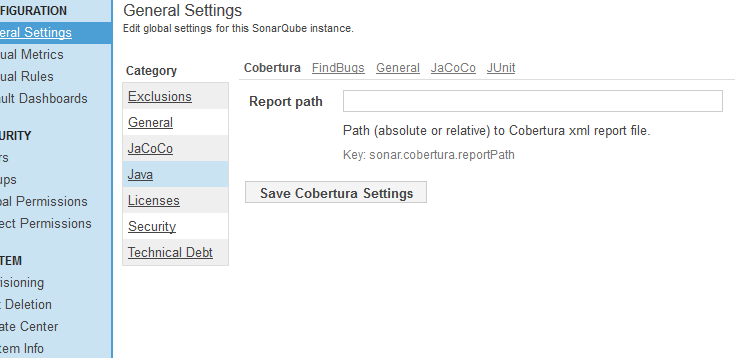 FIGURATION
eral Settings
ual Metrics
ual Rules
ult Dashboards
URITY
rs
ups
bal Permissions
ect Permissions
TEM
isioning
Deletion
ate Center
tem Info
General Settings
Edit global settings for this SonarQube instance.
Category
Exclusions
General
JaCoCo
Java
Licenses
Security
Technical Debt
Cobertura FindBugs General JaCoCo JUnit
Report path
Path (absolute or relative) to Cobertura xml report file.
Key: sonar.cobertura.reportPath
Save Cobertura Settings